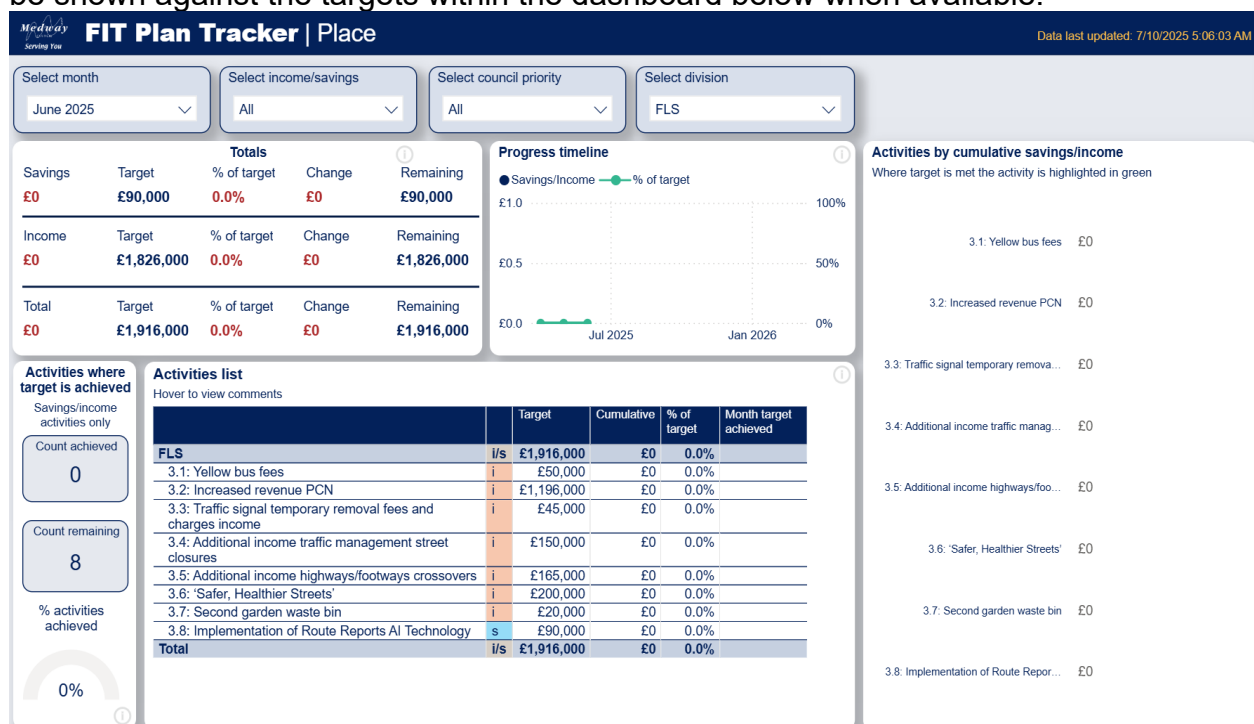 be shown against the targets within the dashboard below when available.
Medway
Serving You
FIT Plan Tracker | Place
Data last updated: 7/10/2025 5:06:03 AM
Select month
June 2025
Select income/savings
All
Select council priority
All
Select division
FLS
Totals
Savings Target % of target Change Remaining
£0 £90,000 0.0% £0 £90,000
Income Target % of target Change Remaining
£0 £1,826,000 0.0% £0 £1,826,000
Total Target % of target Change Remaining
£0 £1,916,000 0.0% £0 £1,916,000
Progress timeline
Savings/Income % of target
£1.0 100%
£0.5 50%
£0.0 0%
Jul 2025 Jan 2026
Activities by cumulative savings/income
Where target is met the activity is highlighted in green
3.1: Yellow bus fees £0
3.2: Increased revenue PCN £0
3.3: Traffic signal temporary remova... £0
3.4: Additional income traffic manag... £0
3.5: Additional income highways/foo... £0
3.6: ‘Safer, Healthier Streets’ £0
3.7: Second garden waste bin £0
3.8: Implementation of Route Repor... £0
Activities where
target is achieved
Savings/income
activities only
Count achieved
0
Count remaining
8
% activities
achieved
0%
Activities list
Hover to view comments
Target Cumulative % of target Month target achieved
FLS i/s £1,916,000 £0 0.0%
3.1: Yellow bus fees i £50,000 £0 0.0%
3.2: Increased revenue PCN i £1,196,000 £0 0.0%
3.3: Traffic signal temporary removal fees and i £45,000 £0 0.0%
charges income
3.4: Additional income traffic management street i £150,000 £0 0.0%
closures
3.5: Additional income highways/footways crossovers i £165,000 £0 0.0%
3.6: ‘Safer, Healthier Streets’ i £200,000 £0 0.0%
3.7: Second garden waste bin i £20,000 £0 0.0%
3.8: Implementation of Route Reports AI Technology s £90,000 £0 0.0%
Total i/s £1,916,000 £0 0.0%